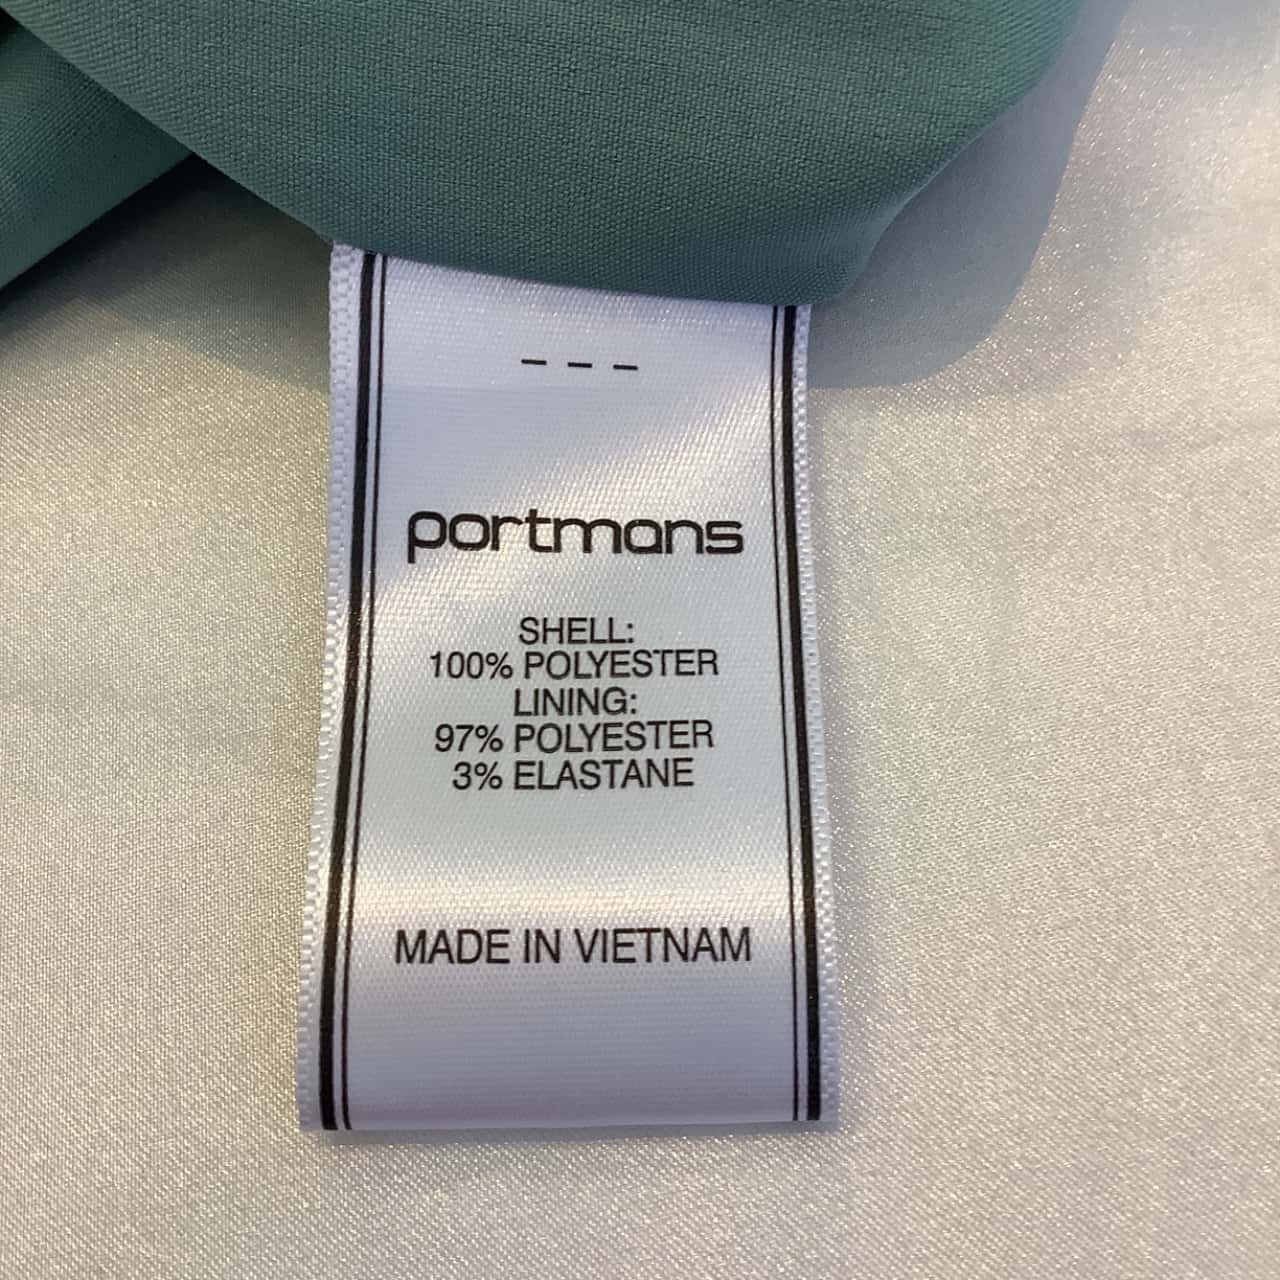 - - -
portmans
SHELL:
100% POLYESTER
LINING:
97% POLYESTER
3% ELASTANE
MADE IN VIETNAM